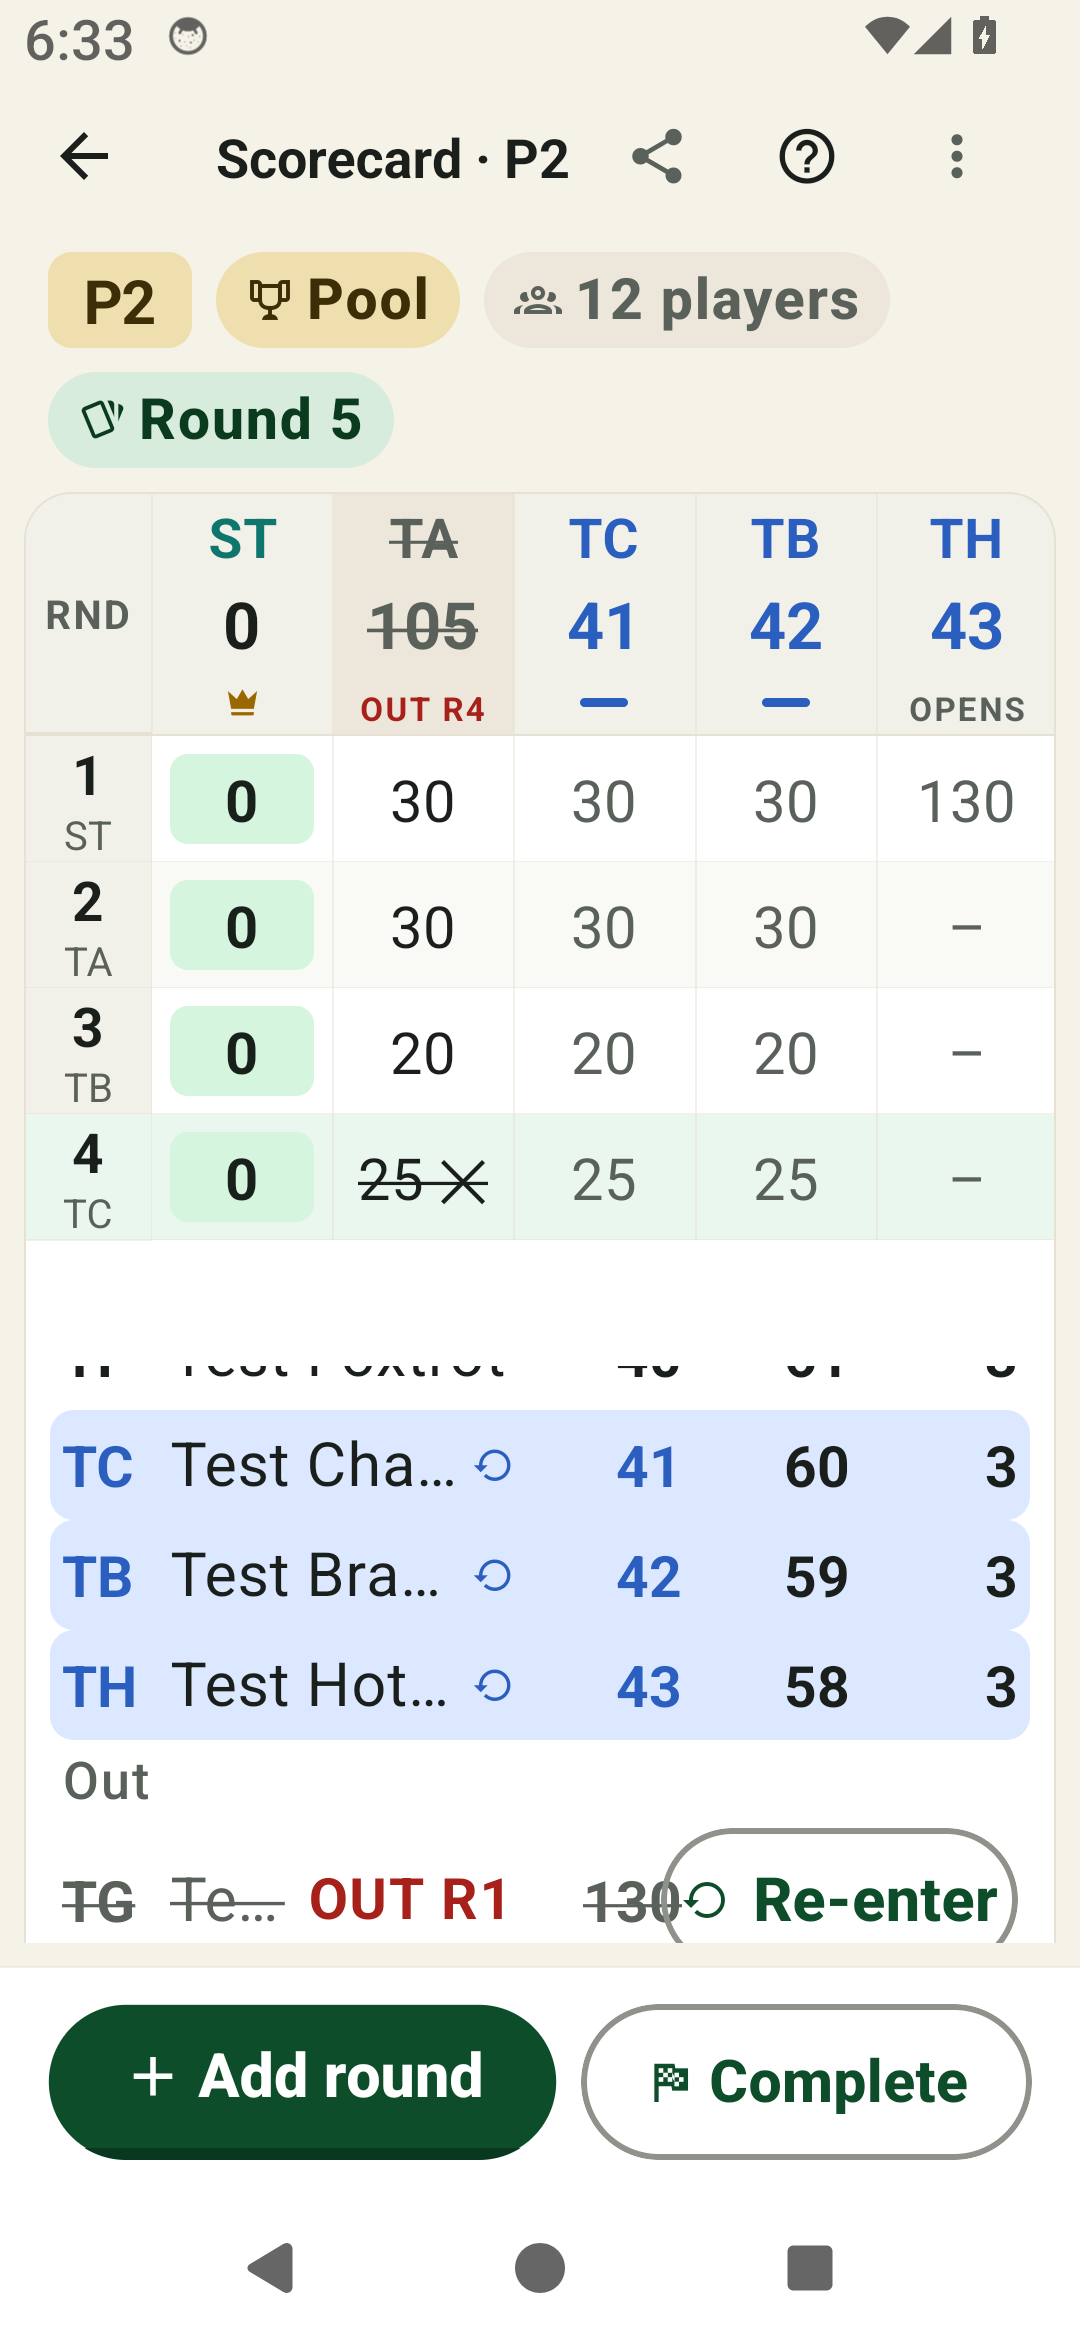 6:33
Scorecard · P2
P2 Pool 12 players
Round 5
RND ST TA TC TB TH
0 105 41 42 43
OUT R4 OPENS
1 ST 0 30 30 30 130
2 TA 0 30 30 30 –
3 TB 0 20 20 20 –
4 TC 0 25 25 25 –
TC Test Cha... 41 60 3
TB Test Bra... 42 59 3
TH Test Hot... 43 58 3
Out
TG Te... OUT R1 130 Re-enter
+ Add round Complete